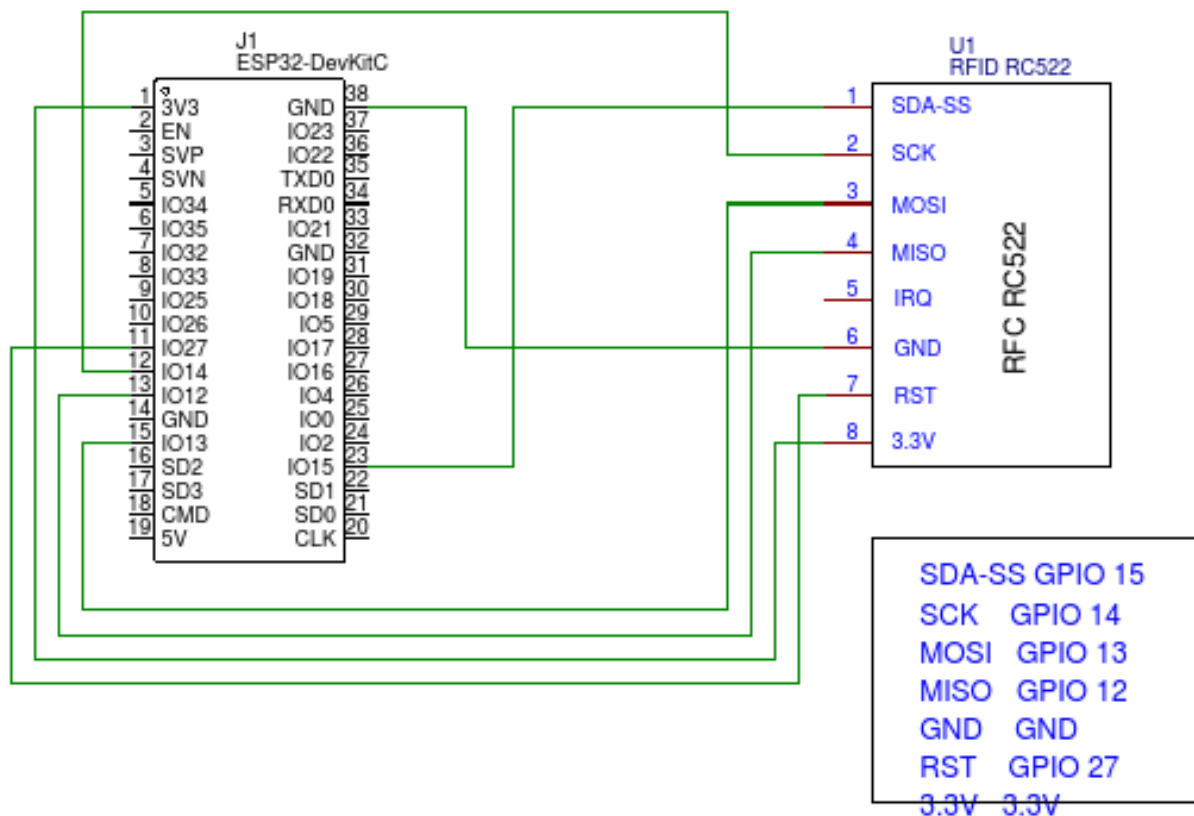 J1
ESP32-DevKitC
1 3V3 GND 38
2 EN IO23 37
3 SVP IO22 36
4 SVN TXD0 35
5 IO34 RXD0 34
6 IO35 IO21 33
7 IO32 GND 32
8 IO33 IO19 31
9 IO25 IO18 30
10 IO26 IO5 29
11 IO27 IO17 28
12 IO14 IO16 27
13 IO12 IO4 26
14 GND IO0 25
15 IO13 IO2 24
16 SD2 IO15 23
17 SD3 SD1 22
18 CMD SD0 21
19 5V CLK 20
U1
RFID RC522
1 SDA-SS
2 SCK
3 MOSI
4 MISO
5 IRQ
6 GND
7 RST
8 3.3V
RFC RC522
SDA-SS GPIO 15
SCK GPIO 14
MOSI GPIO 13
MISO GPIO 12
GND GND
RST GPIO 27
3.3V 3.3V